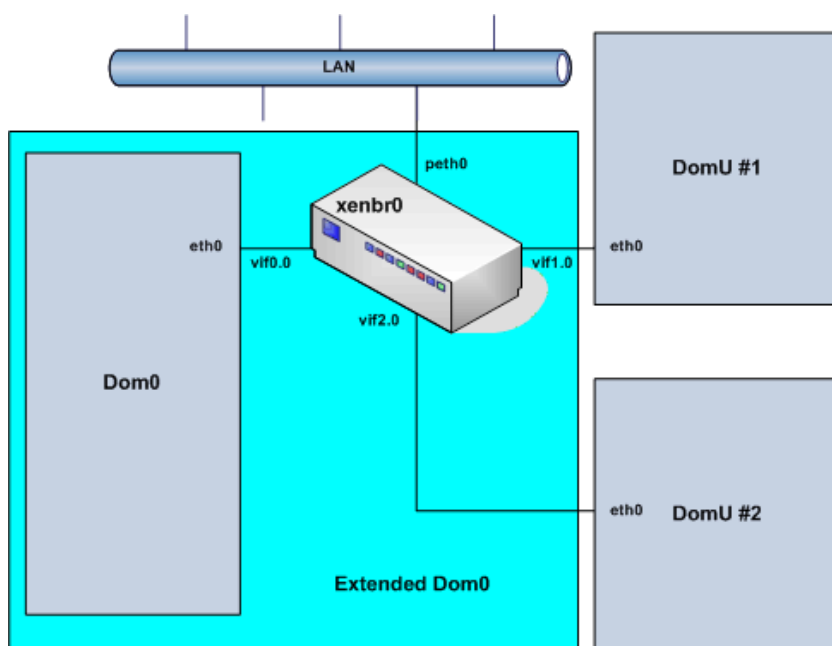 LAN
peth0
DomU #1
xenbr0
eth0
vif0.0
vif1.0
eth0
vif2.0
Dom0
eth0
DomU #2
Extended Dom0